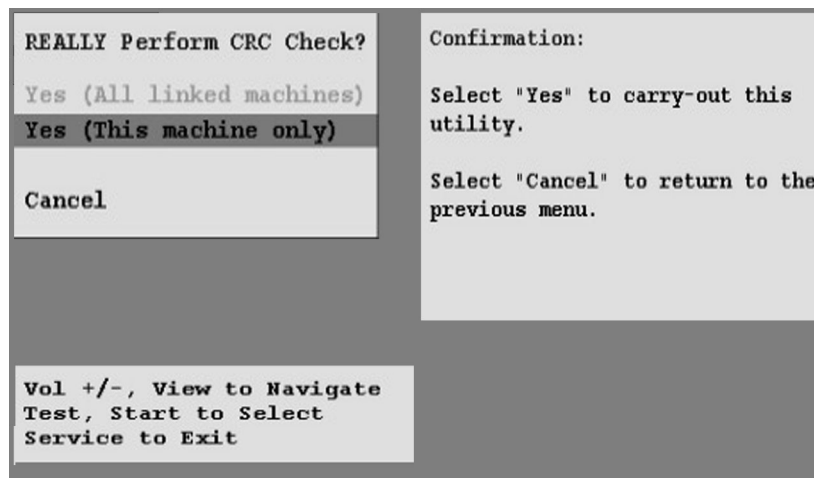 REALLY Perform CRC Check?
Yes (All linked machines)
Yes (This machine only)
Cancel
Confirmation:
Select "Yes" to carry-out this
utility.
Select "Cancel" to return to the
previous menu.
Vol +/-, View to Navigate
Test, Start to Select
Service to Exit